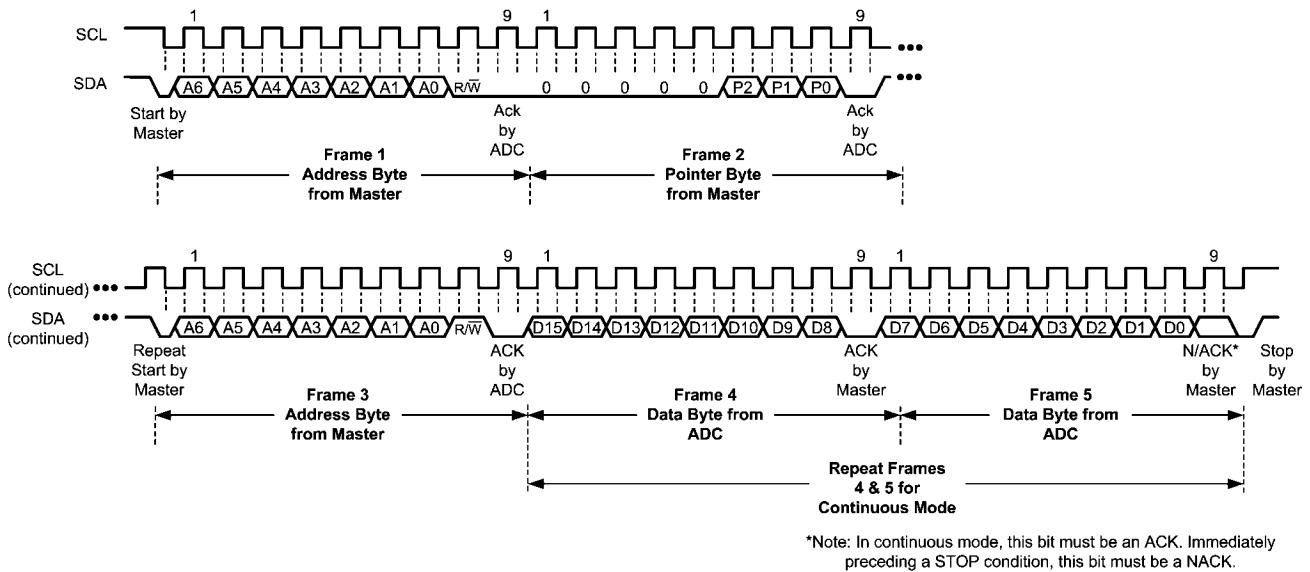 1 9 1 9
SCL
SDA A6 A5 A4 A3 A2 A1 A0 R/W̅ 0 0 0 0 0 P2 P1 P0
Start by
Master
Ack
by
ADC
Ack
by
ADC
Frame 1
Address Byte
from Master
Frame 2
Pointer Byte
from Master
1 9 1 9 1 9
SCL
(continued)
SDA
(continued)
A6 A5 A4 A3 A2 A1 A0 R/W̅ D15 D14 D13 D12 D11 D10 D9 D8 D7 D6 D5 D4 D3 D2 D1 D0
Repeat
Start by
Master
ACK
by
ADC
ACK
by
Master
N/ACK*
by
Master
Stop
by
Master
Frame 3
Address Byte
from Master
Frame 4
Data Byte from
ADC
Frame 5
Data Byte from
ADC
Repeat Frames
4 & 5 for
Continuous Mode
*Note: In continuous mode, this bit must be an ACK. Immediately
preceding a STOP condition, this bit must be a NACK.